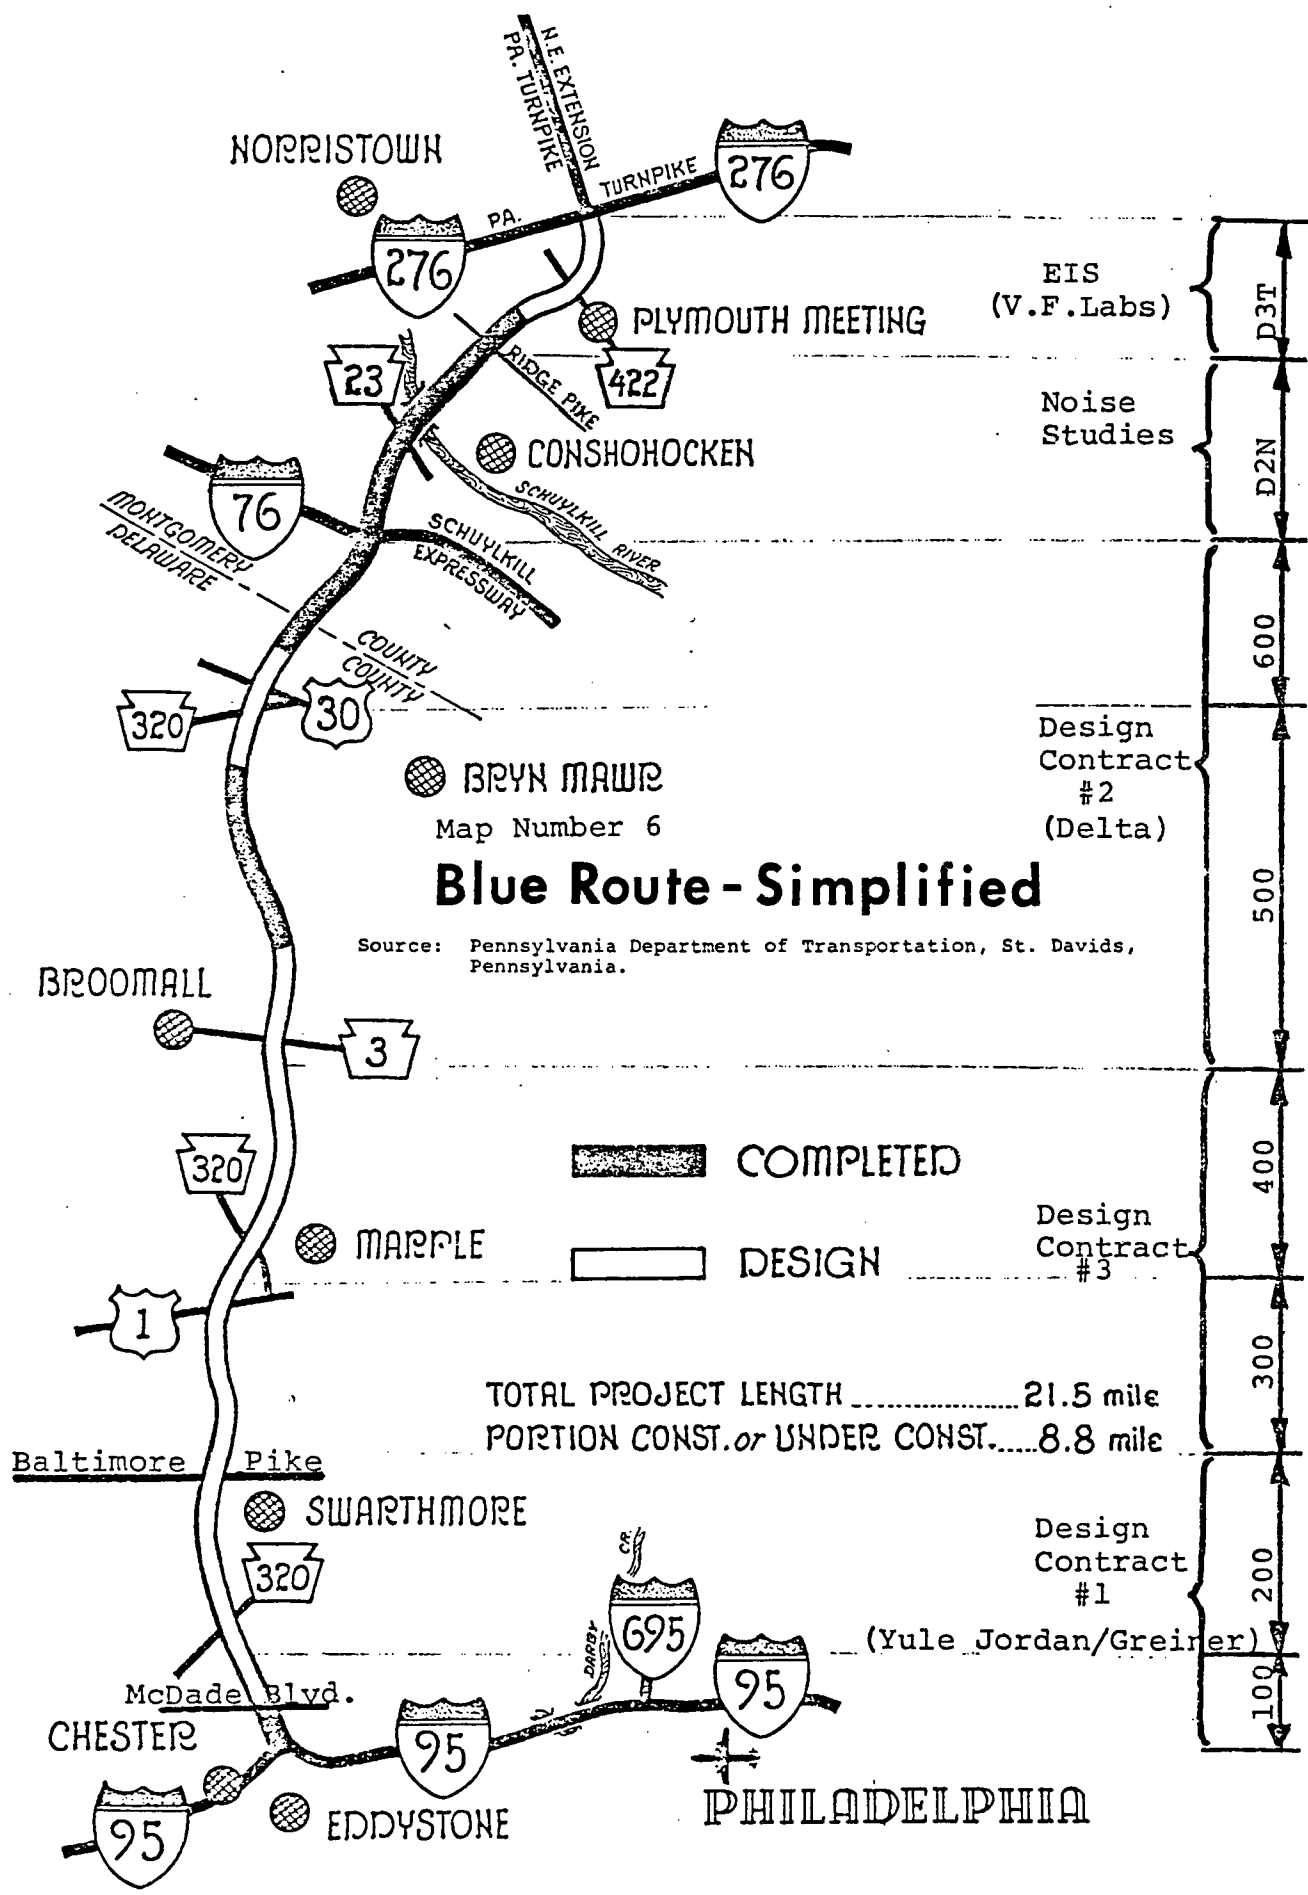 N.E. EXTENSION
PA. TURNPIKE
NORRISTOWN
276
TURNPIKE
PA.
276
EIS
(V.F.Labs)
D3T
PLYMOUTH MEETING
23
RIDGE PIKE
422
Noise
Studies
D2N
CONSHOHOCKEN
76
SCHUYLKILL RIVER
SCHUYLKILL
EXPRESSWAY
MONTGOMERY
DELAWARE
COUNTY
COUNTY
600
320
30
Design
Contract
#2
(Delta)
BRYN MAWR
Map Number 6
Blue Route-Simplified
500
Source: Pennsylvania Department of Transportation, St. Davids,
Pennsylvania.
BROOMALL
3
COMPLETED
400
320
MARPLE
Design
Contract
#3
DESIGN
1
300
TOTAL PROJECT LENGTH ................... 21.5 mile
PORTION CONST. or UNDER CONST. ..... 8.8 mile
Baltimore Pike
SWARTHMORE
Design
Contract
#1
CR.
200
320
(Yule Jordan/Greiner)
DARBY
695
95
100
McDade Blvd.
CHESTER
95
PHILADELPHIA
EDDYSTONE
95